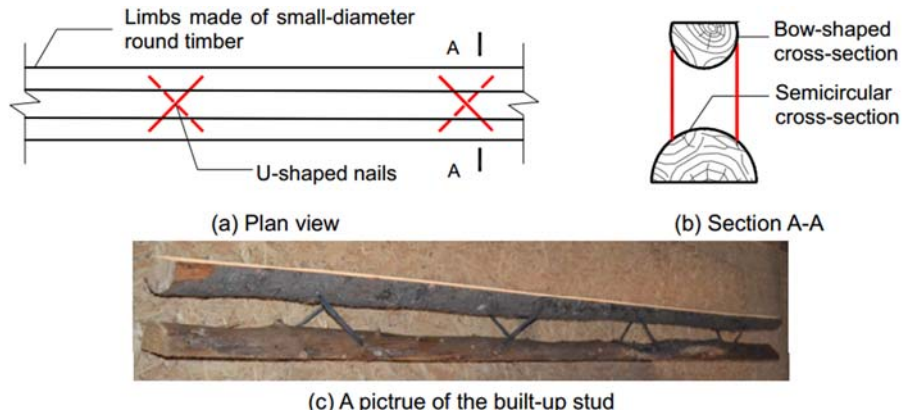 Limbs made of small-diameter
round timber
A
A
U-shaped nails
(a) Plan view
Bow-shaped
cross-section
Semicircular
cross-section
(b) Section A-A
(c) A pictrue of the built-up stud